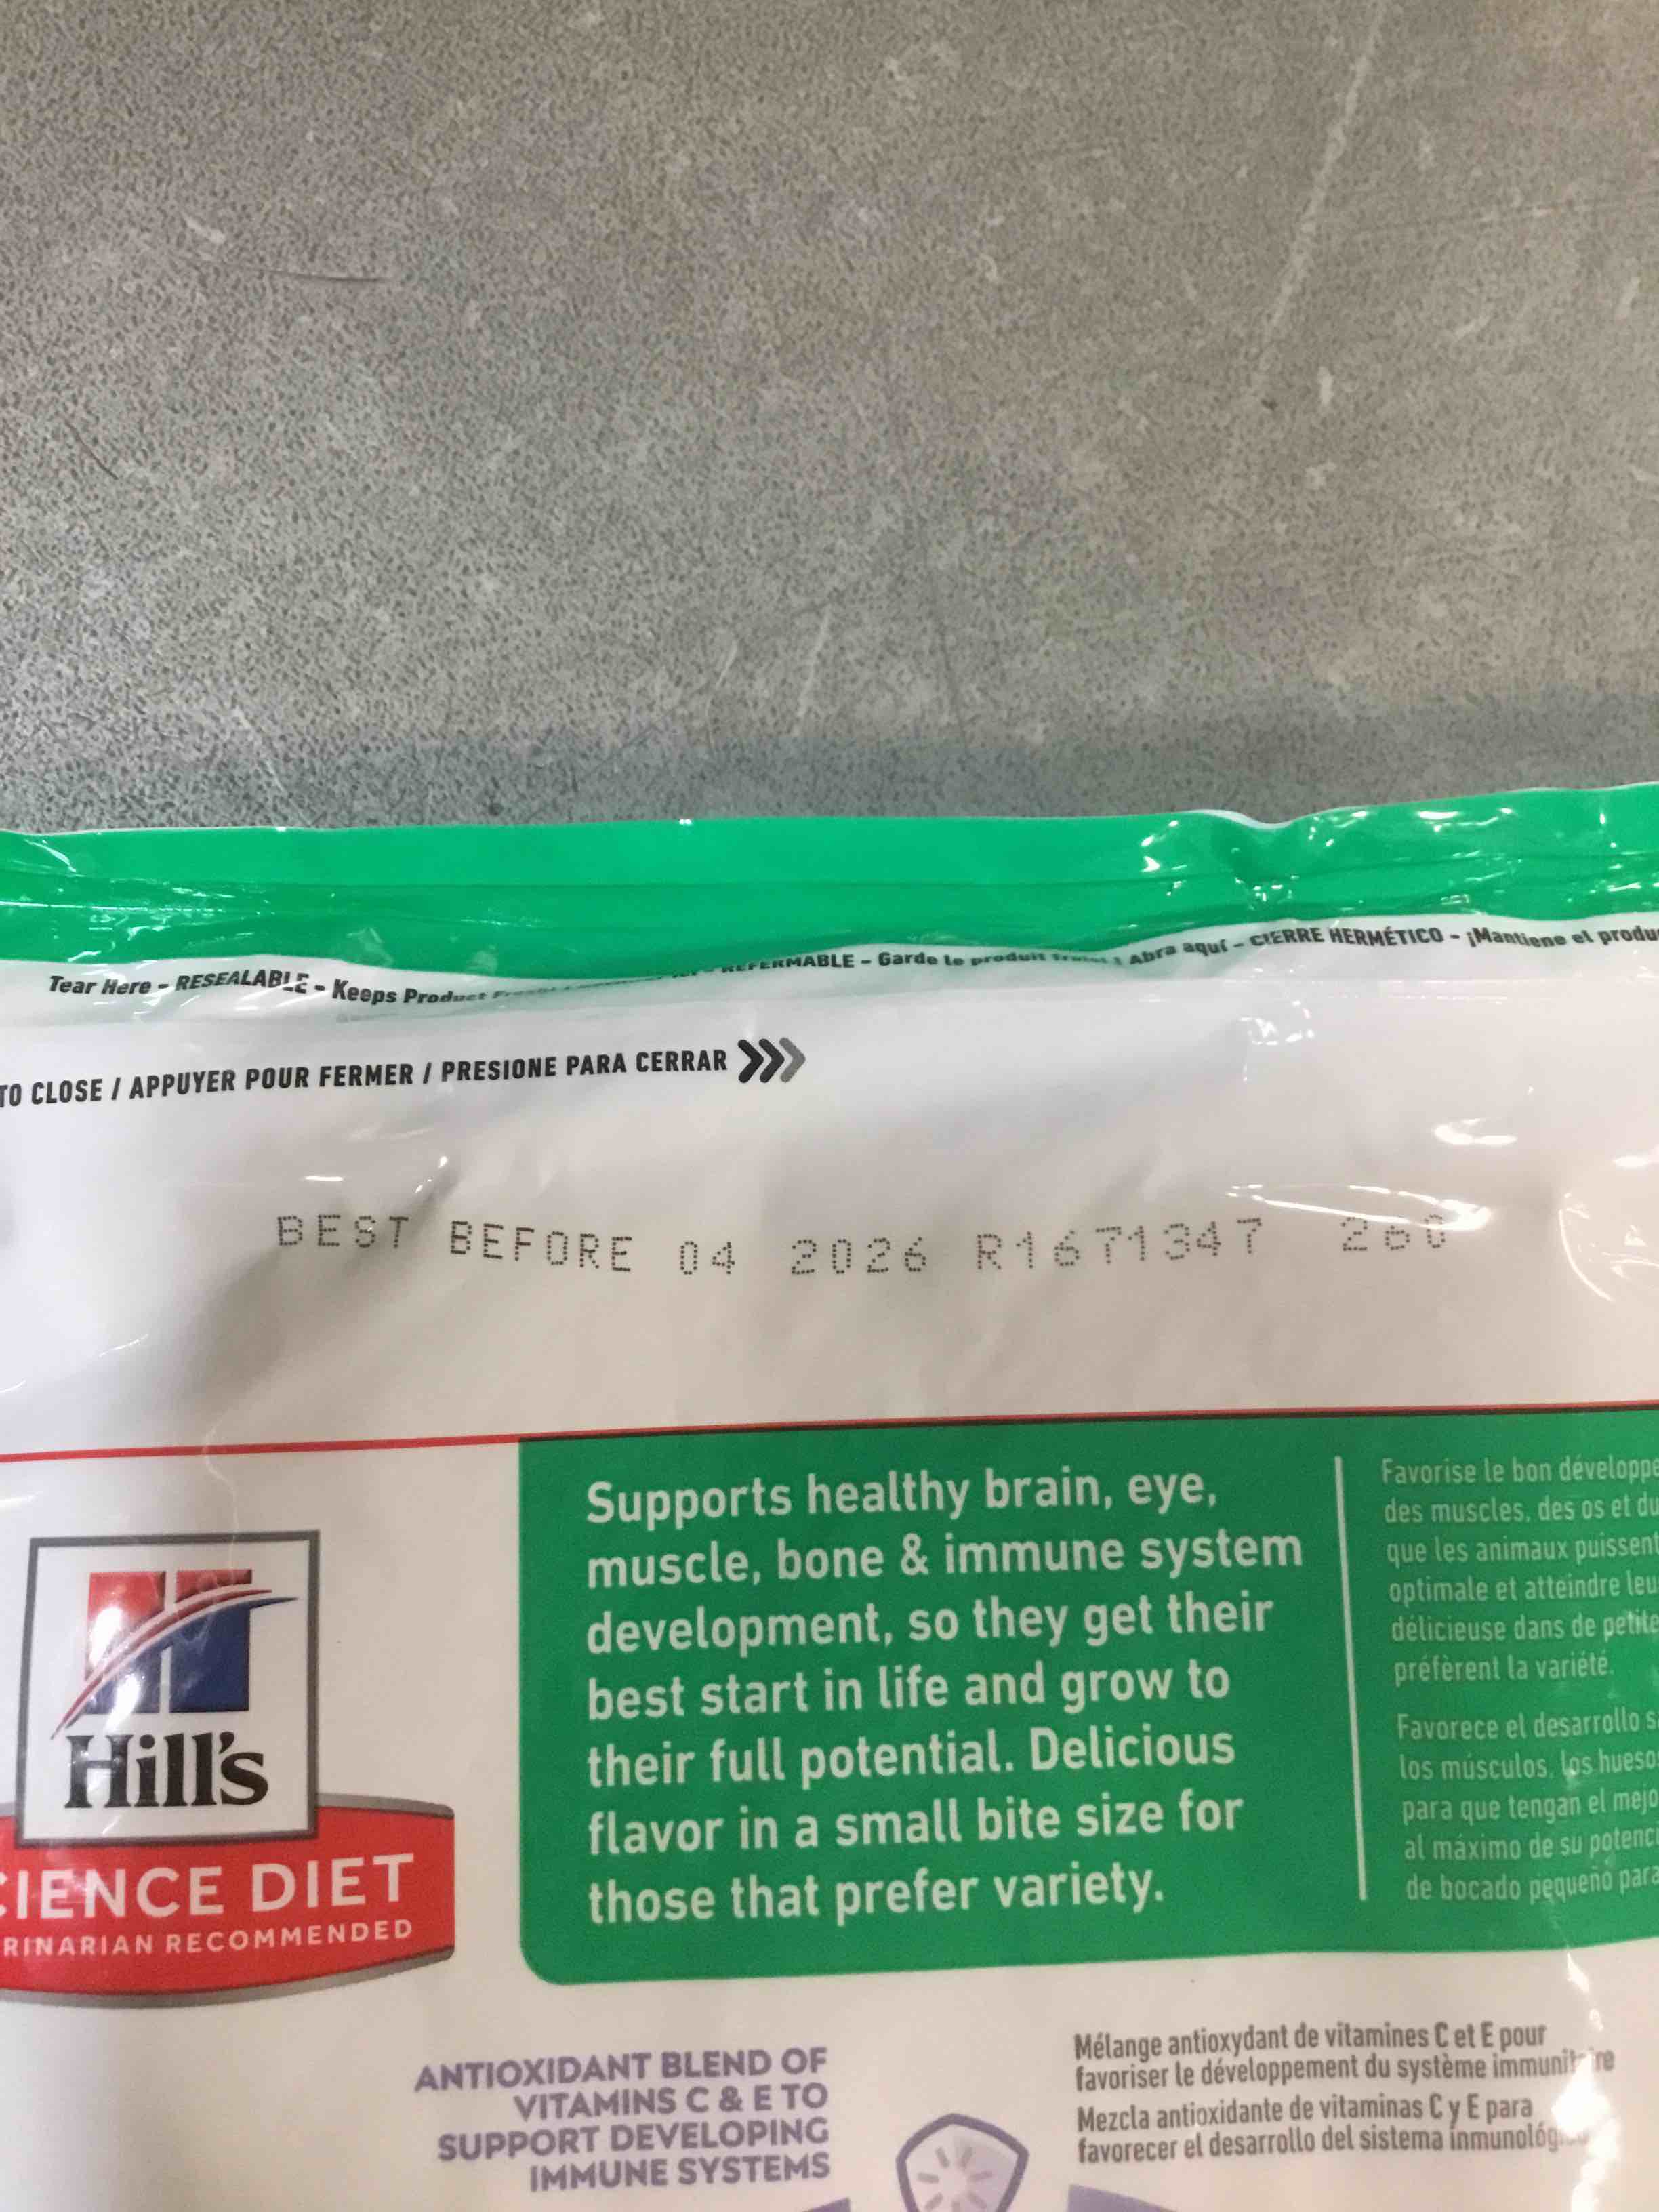 Tear Here - RESEALABLE - Keeps Product
REFERMABLE - Garde le produit
Abra aquí - CIERRE HERMÉTICO - ¡Mantiene el produ
TO CLOSE / APPUYER POUR FERMER / PRESIONE PARA CERRAR
BEST BEFORE 04 2026 R1671347 260
Hill's
CIENCE DIET
RINARIAN RECOMMENDED
Supports healthy brain, eye,
muscle, bone & immune system
development, so they get their
best start in life and grow to
their full potential. Delicious
flavor in a small bite size for
those that prefer variety.
Favorise le bon développe
des muscles, des os et du
que les animaux puissent
optimale et atteindre leu
délicieuse dans de petite
préfèrent la variété.
Favorece el desarrollo sa
los músculos, los hueso
para que tengan el mejo
al máximo de su potenci
de bocado pequeño para
ANTIOXIDANT BLEND OF
VITAMINS C & E TO
SUPPORT DEVELOPING
IMMUNE SYSTEMS
Mélange antioxydant de vitamines C et E pour
favoriser le développement du système immunitaire
Mezcla antioxidante de vitaminas C y E para
favorecer el desarrollo del sistema inmunológ